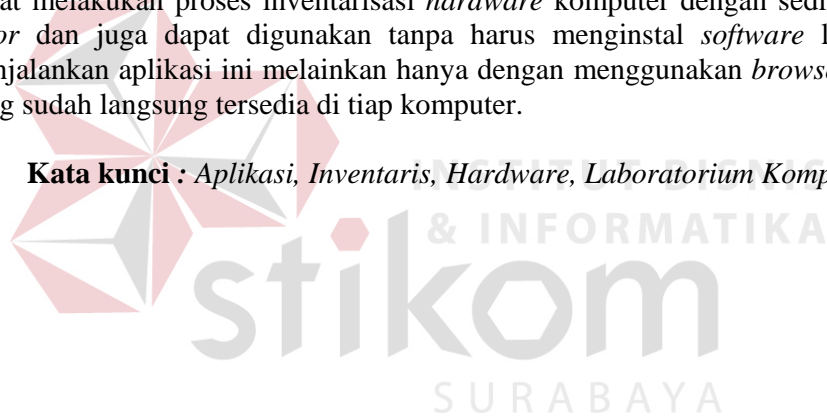 at melakukan proses inventarisasi hardware komputer dengan sedi
or dan juga dapat digunakan tanpa harus menginstal software l
njalankan aplikasi ini melainkan hanya dengan menggunakan browse
g sudah langsung tersedia di tiap komputer.
Kata kunci : Aplikasi, Inventaris, Hardware, Laboratorium Komp
INSTITUT BISNIS
& INFORMATIKA
stikom
SURABAYA